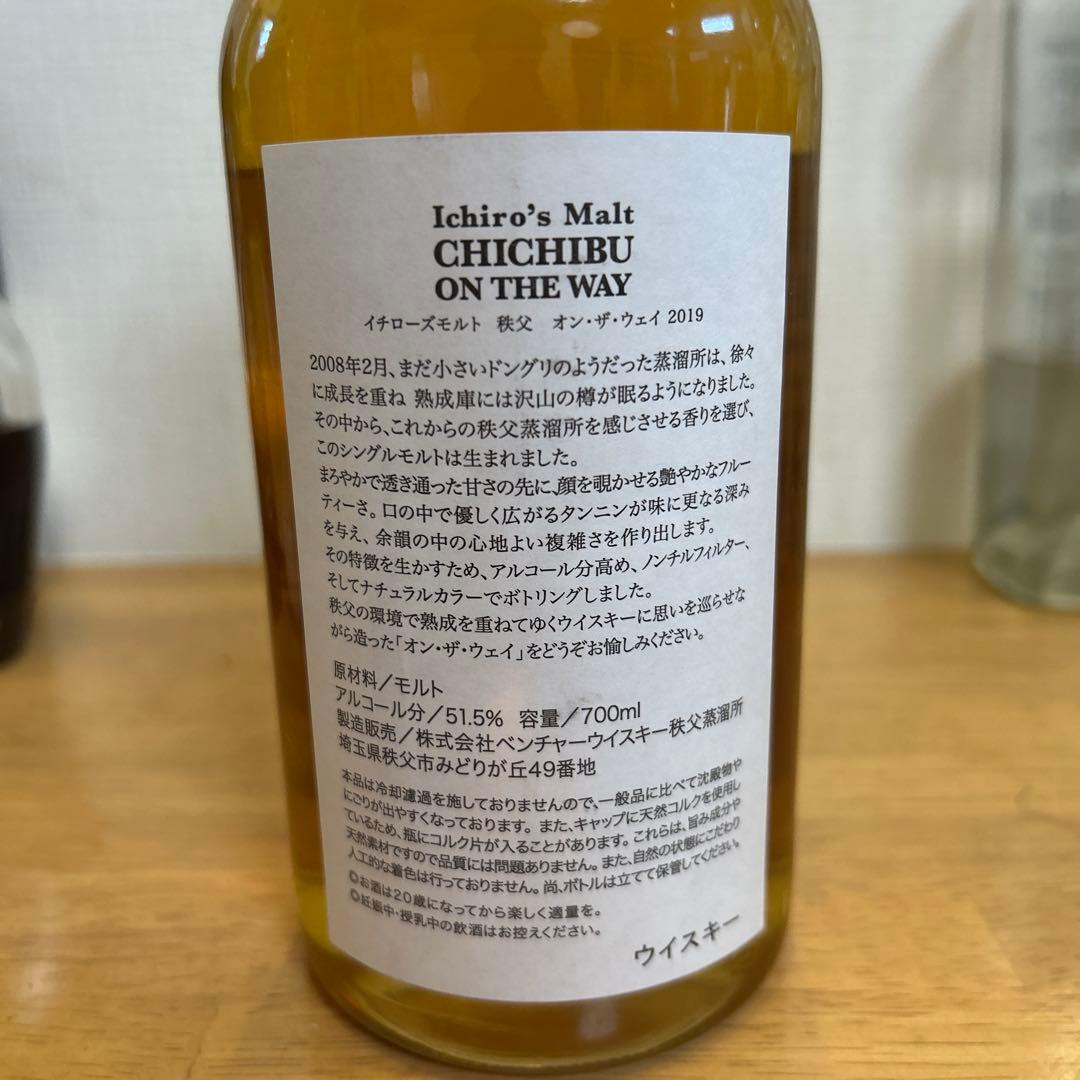 Ichiro's Malt
CHICHIBU
ON THE WAY
イチローズモルト 秩父 オン・ザ・ウェイ 2019
2008年2月、まだ小さいドングリのようだった蒸溜所は、徐々
に成長を重ね 熟成庫には沢山の樽が眠るようになりました。
その中から、これからの秩父蒸溜所を感じさせる香りを選び、
このシングルモルトは生まれました。
まろやかで透き通った甘さの先に、顔を覗かせる艶やかなフルー
ティーさ。口の中で優しく広がるタンニンが味に更なる深み
を与え、余韻の中の心地よい複雑さを作り出します。
その特徴を生かすため、アルコール分高め、ノンチルフィルター、
そしてナチュラルカラーでボトリングしました。
秩父の環境で熟成を重ねてゆくウイスキーに思いを巡らせな
がら造った「オン・ザ・ウェイ」をどうぞお愉しみください。
原材料／モルト
アルコール分／51.5% 容量／700ml
製造販売／株式会社ベンチャーウイスキー秩父蒸溜所
埼玉県秩父市みどりが丘49番地
本品は冷却濾過を施しておりませんので、一般品に比べて沈殿物や
にごりが出やすくなっております。また、キャップに天然コルクを使用し
ているため、瓶にコルク片が入ることがあります。これらは、旨み成分や
天然素材ですので品質には問題ありません。また、自然の状態にこだわり
人工的な着色は行っておりません。尚、ボトルは立てて保管してください。
◎お酒は20歳になってから楽しく適量を。
◎妊娠中・授乳中の飲酒はお控えください。
ウイスキー